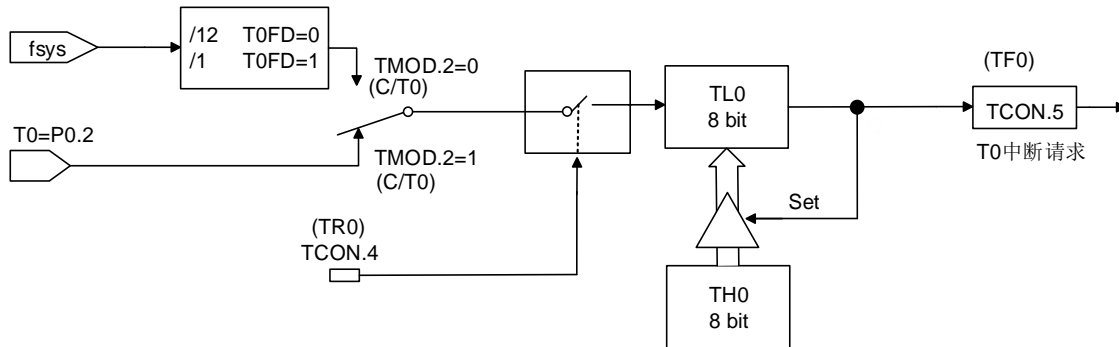 fsys
/12 T0FD=0
/1 T0FD=1
TMOD.2=0
(C/T0)
T0=P0.2
TMOD.2=1
(C/T0)
(TR0)
TCON.4
TL0
8 bit
Set
TH0
8 bit
(TF0)
TCON.5
T0中断请求